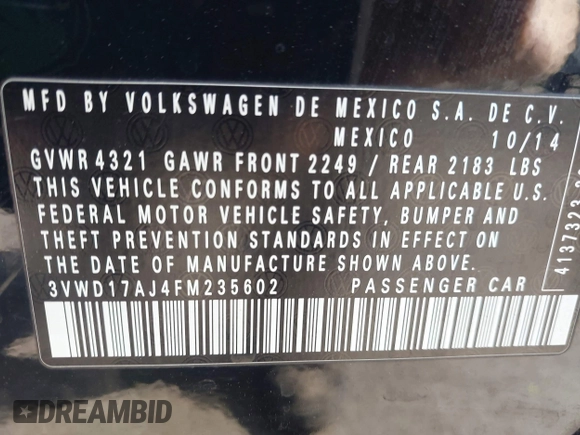 MFD BY VOLKSWAGEN DE MEXICO S.A. DE C.V.
MEXICO 10/14
GVWR 4321 GAWR FRONT 2249 / REAR 2183 LBS
THIS VEHICLE CONFORMS TO ALL APPLICABLE U.S.
FEDERAL MOTOR VEHICLE SAFETY, BUMPER AND
THEFT PREVENTION STANDARDS IN EFFECT ON
THE DATE OF MANUFACTURE SHOWN ABOVE.
3VWD17AJ4FM235602 PASSENGER CAR
4137323
DREAMBID